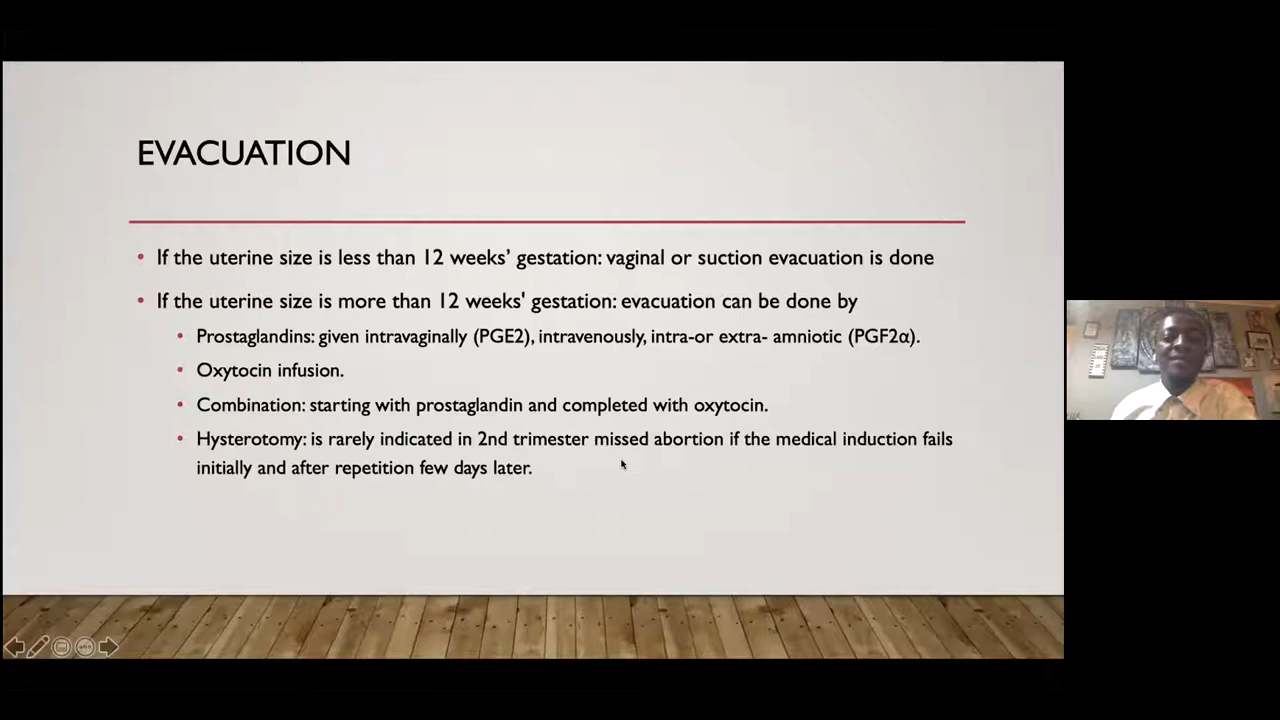 EVACUATION
• If the uterine size is less than 12 weeks’ gestation: vaginal or suction evacuation is done
• If the uterine size is more than 12 weeks' gestation: evacuation can be done by
• Prostaglandins: given intravaginally (PGE2), intravenously, intra-or extra- amniotic (PGF2α).
• Oxytocin infusion.
• Combination: starting with prostaglandin and completed with oxytocin.
• Hysterotomy: is rarely indicated in 2nd trimester missed abortion if the medical induction fails
initially and after repetition few days later.